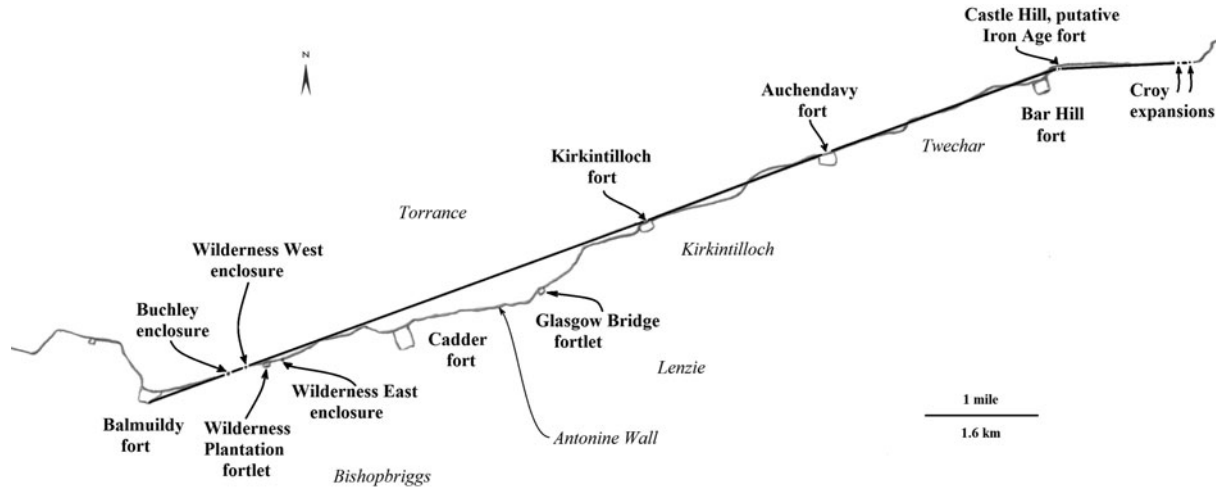 N
Castle Hill, putative
Iron Age fort
Auchendavy
fort
Croy
expansions
Bar Hill
fort
Twechar
Kirkintilloch
fort
Torrance
Kirkintilloch
Wilderness West
enclosure
Buchley
enclosure
Glasgow Bridge
fortlet
Cadder
fort
Lenzie
Wilderness East
enclosure
Balmuildy
fort
Wilderness
Plantation
fortlet
Antonine Wall
Bishopbriggs
1 mile
1.6 km